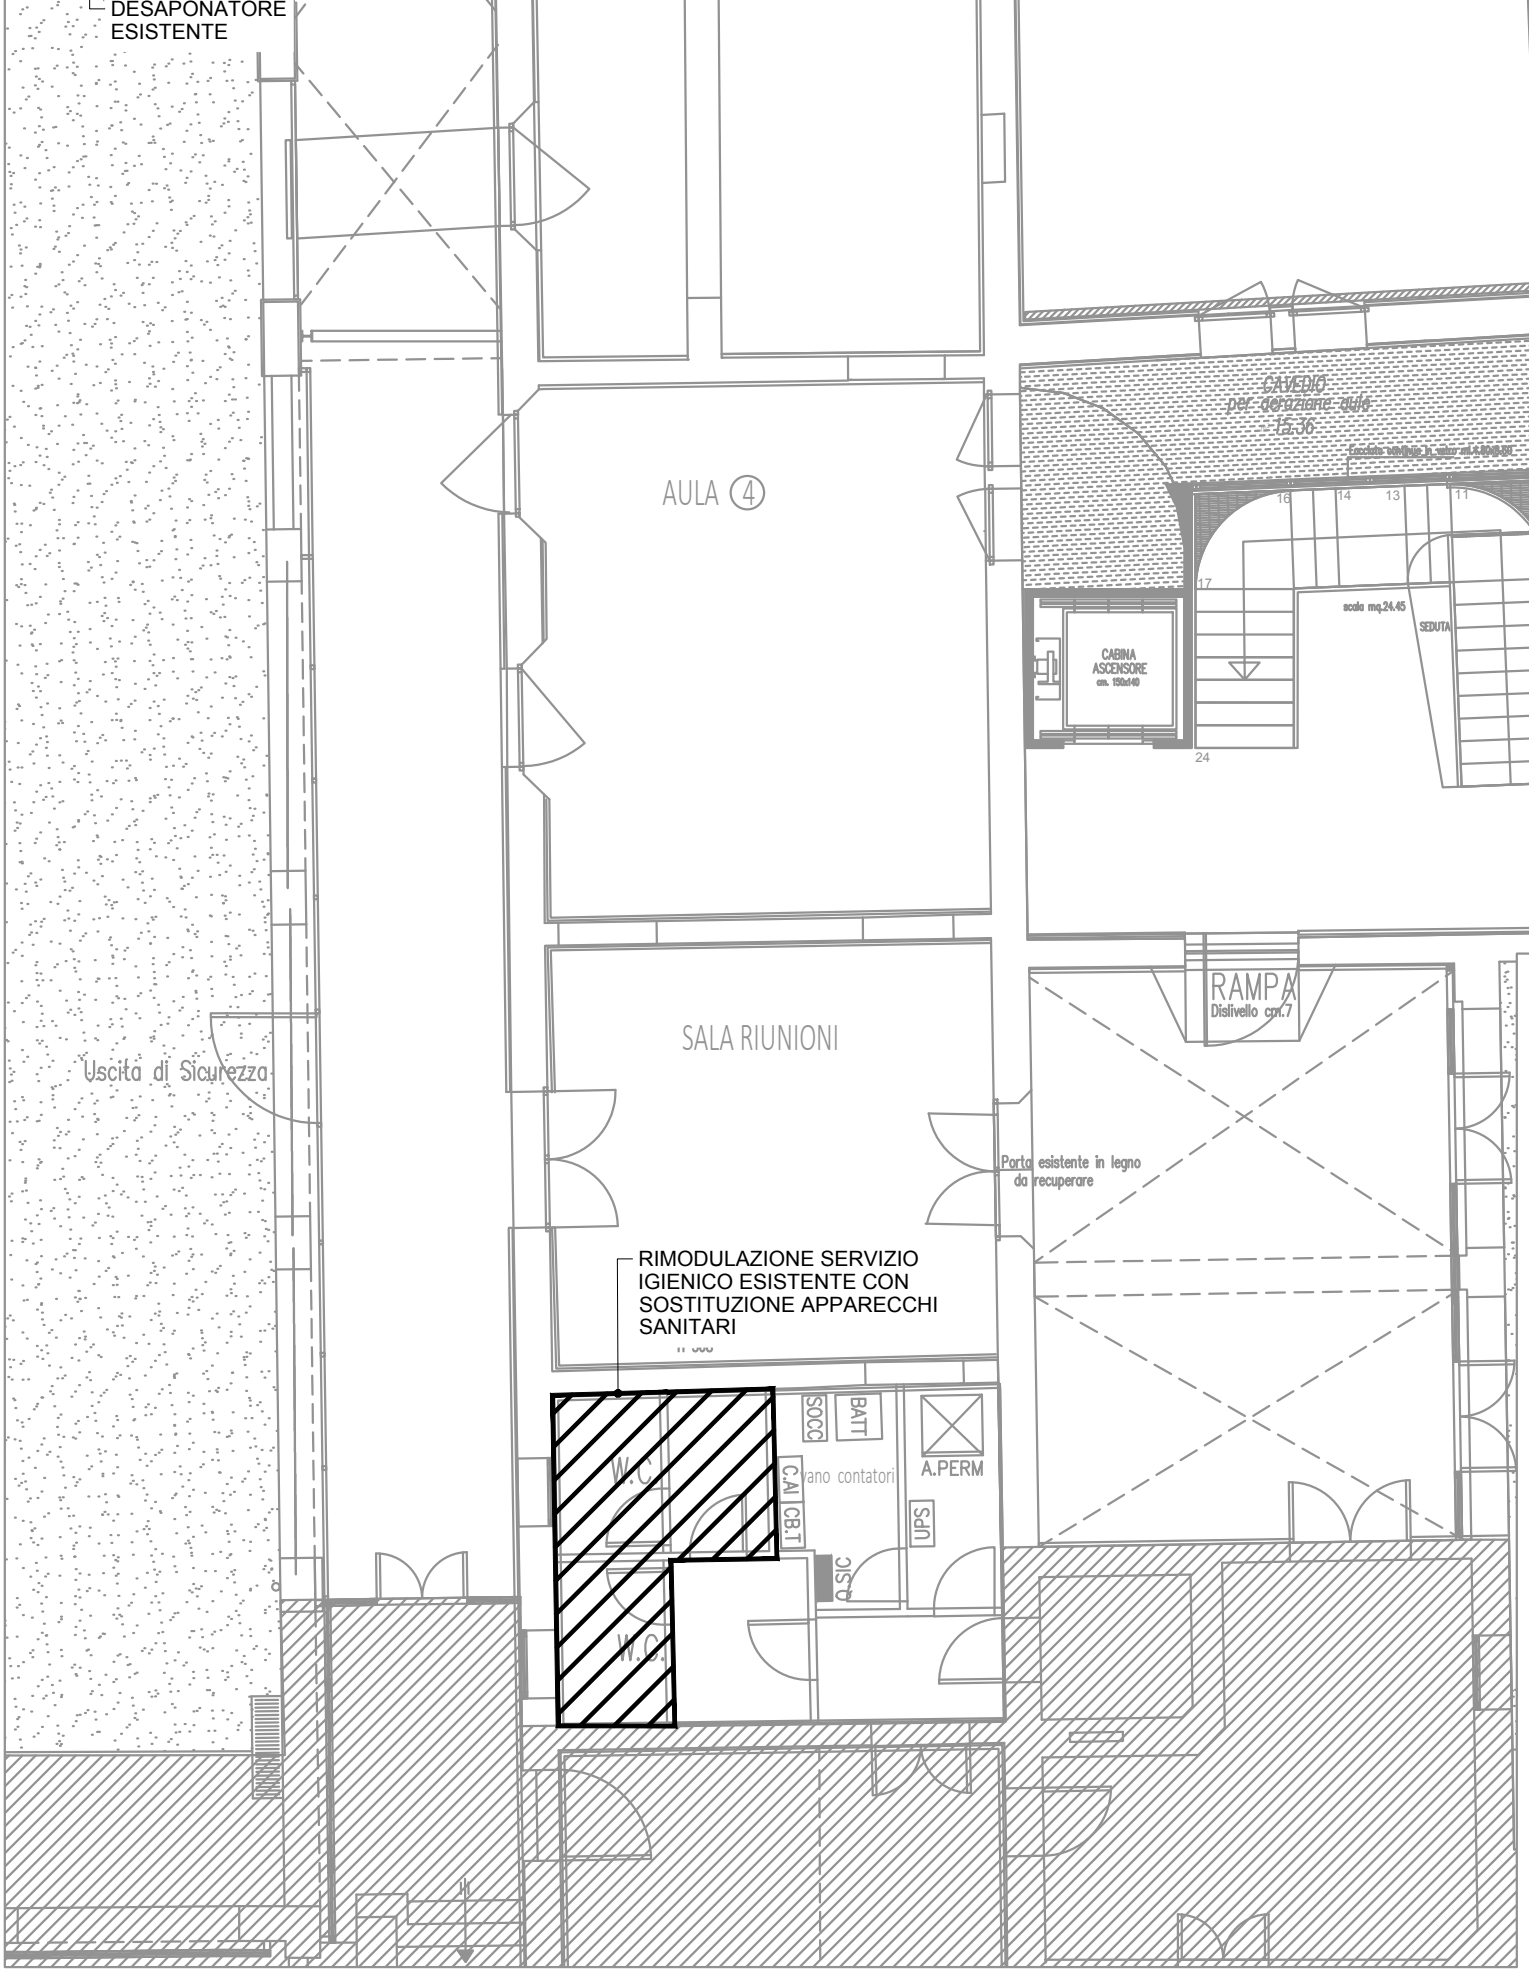 DESAPONATORE
ESISTENTE
CAVEDIO
per aerazione aule
-15.36
AULA 4
16
14
13
11
17
scala mq.24.45
SEDUTA
CABINA
ASCENSORE
cm. 150x140
24
RAMPA
Dislivello cm.7
SALA RIUNIONI
Uscita di Sicurezza
Porta esistente in legno
da recuperare
RIMODULAZIONE SERVIZIO
IGIENICO ESISTENTE CON
SOSTITUZIONE APPARECCHI
SANITARI
SOCC
BATT
W.C.
C.AI
CB.T
vano contatori
A.PERM
UPS
Q.SIC
W.C.